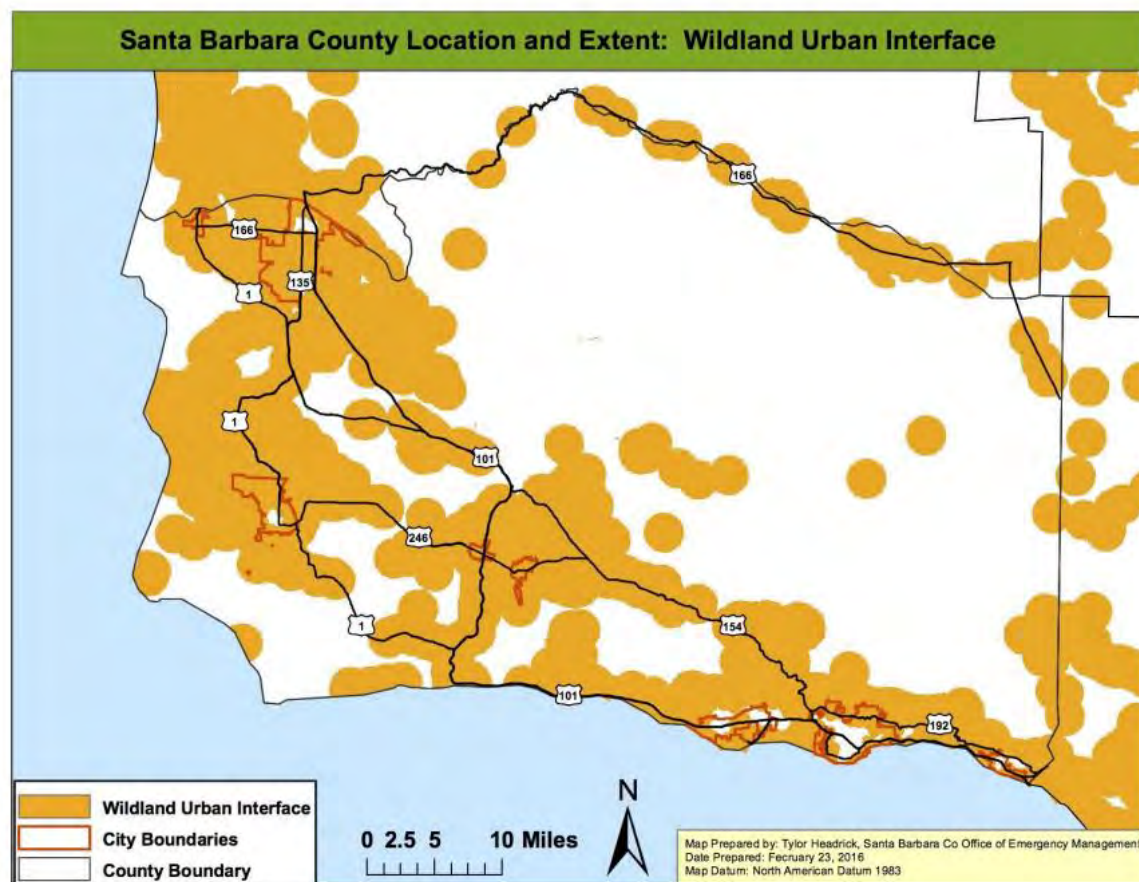 Santa Barbara County Location and Extent: Wildland Urban Interface
166
166
135
1
1
101
246
1
154
101
192
Wildland Urban Interface
City Boundaries
County Boundary
0 2.5 5 10 Miles
N
Map Prepared by: Tylor Headrick, Santa Barbara Co Office of Emergency Management
Date Prepared: Fecruary 23, 2016
Map Datum: North American Datum 1983